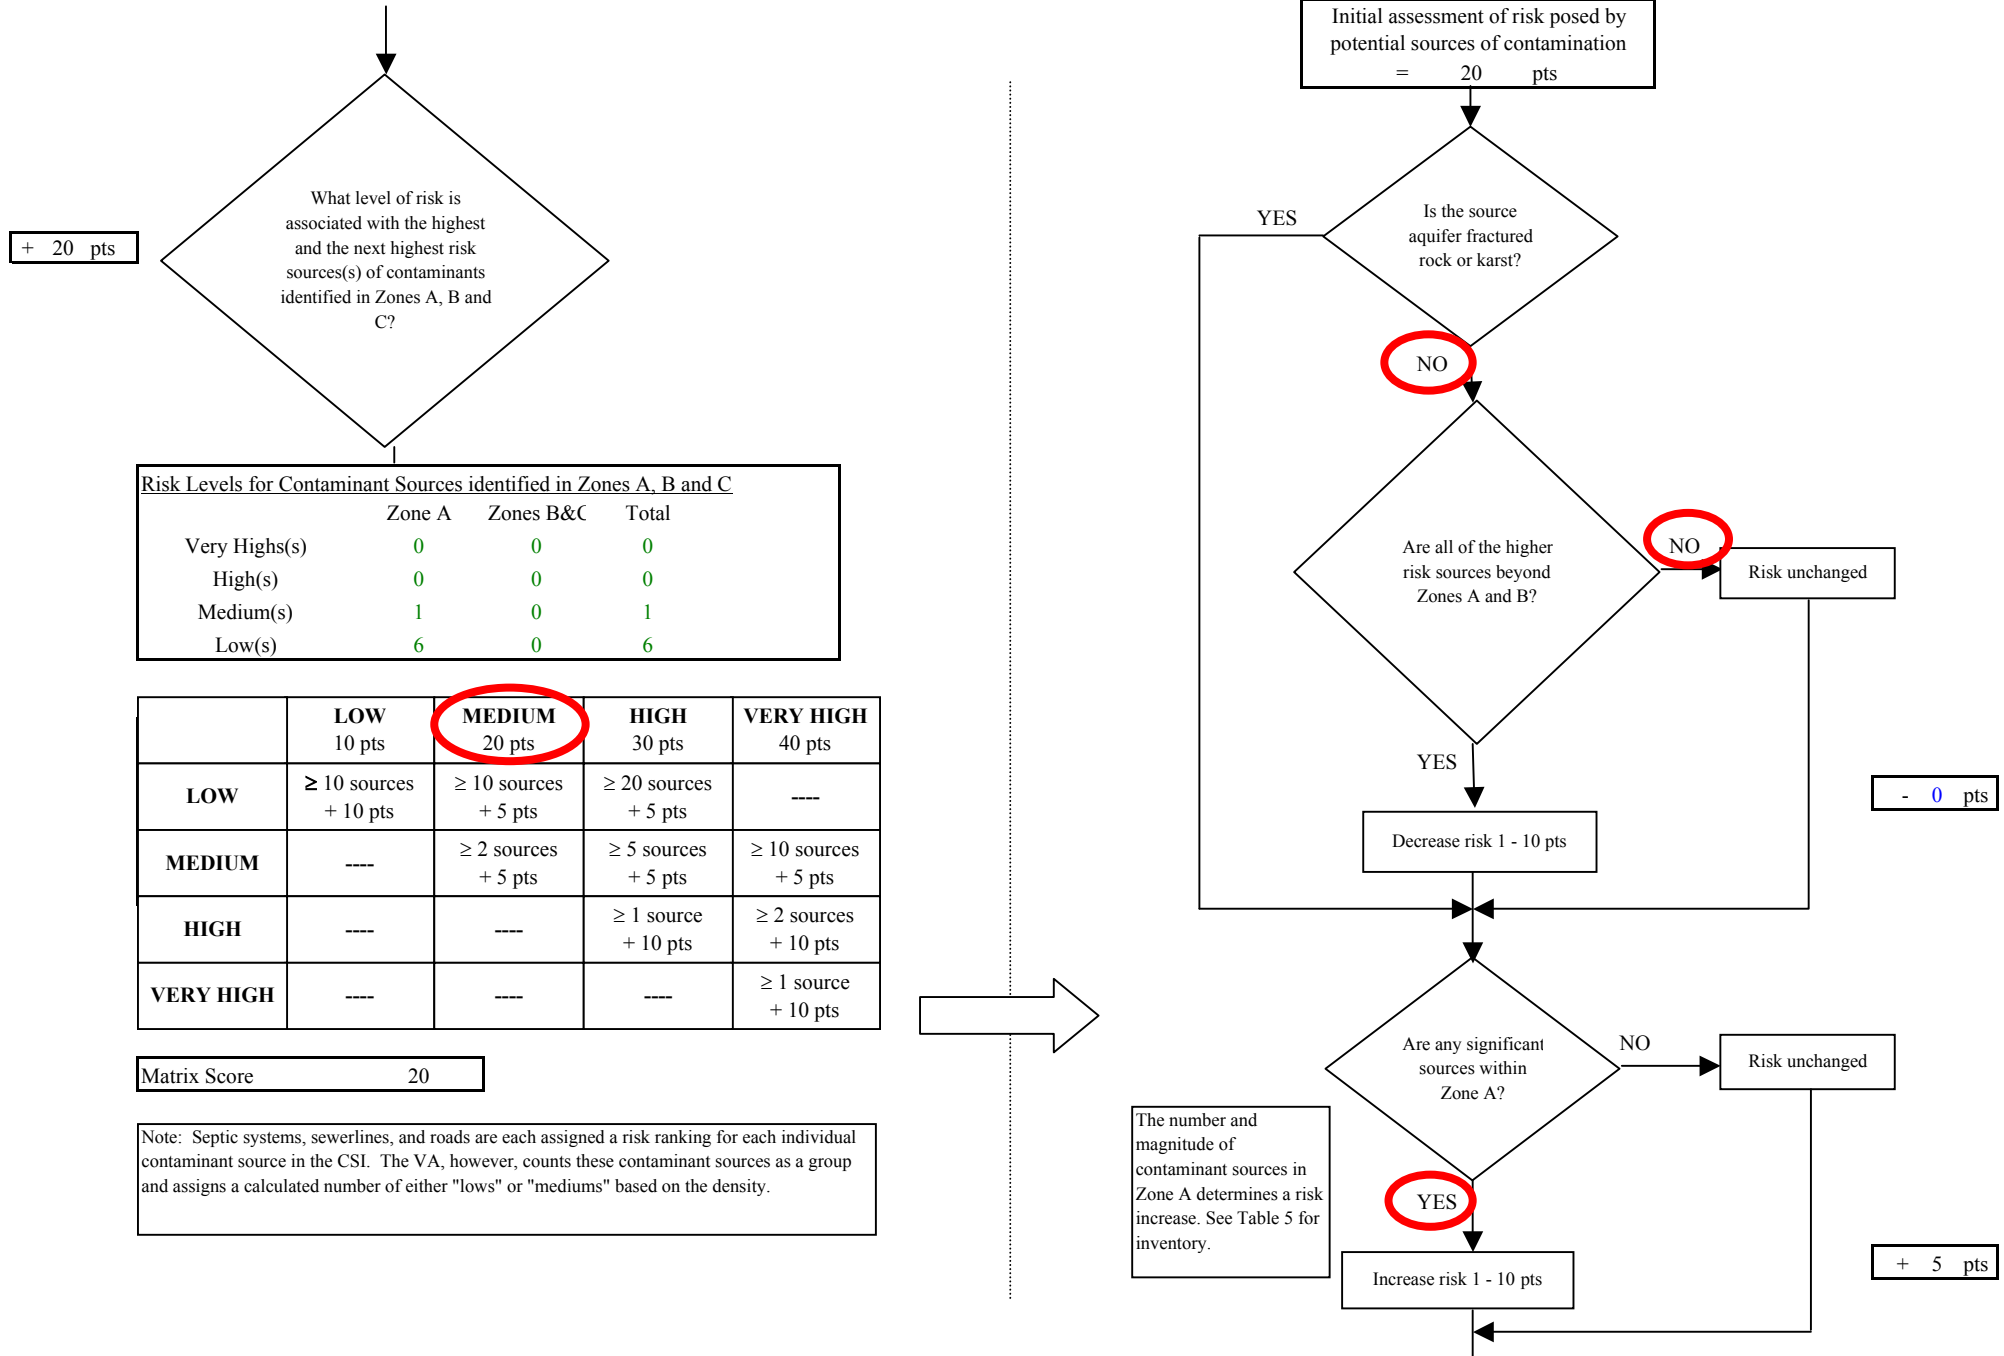 + 20 pts
What level of risk is
associated with the highest
and the next highest risk
sources(s) of contaminants
identified in Zones A, B and
C?
Risk Levels for Contaminant Sources identified in Zones A, B and C
Zone A Zones B&C Total
Very Highs(s) 0 0 0
High(s) 0 0 0
Medium(s) 1 0 1
Low(s) 6 0 6
LOW MEDIUM HIGH VERY HIGH
10 pts 20 pts 30 pts 40 pts
LOW ≥ 10 sources ≥ 10 sources ≥ 20 sources ----
+ 10 pts + 5 pts + 5 pts
MEDIUM ---- ≥ 2 sources ≥ 5 sources ≥ 10 sources
+ 5 pts + 5 pts + 5 pts
HIGH ---- ---- ≥ 1 source ≥ 2 sources
+ 10 pts + 10 pts
VERY HIGH ---- ---- ---- ≥ 1 source
+ 10 pts
Matrix Score 20
Note: Septic systems, sewerlines, and roads are each assigned a risk ranking for each individual
contaminant source in the CSI. The VA, however, counts these contaminant sources as a group
and assigns a calculated number of either "lows" or "mediums" based on the density.
Initial assessment of risk posed by
potential sources of contamination
= 20 pts
YES
Is the source
aquifer fractured
rock or karst?
NO
Are all of the higher
risk sources beyond
Zones A and B?
NO
Risk unchanged
YES
- 0 pts
Decrease risk 1 - 10 pts
Are any significant
sources within
Zone A?
NO
Risk unchanged
The number and
magnitude of
contaminant sources in
Zone A determines a risk
increase. See Table 5 for
inventory.
YES
+ 5 pts
Increase risk 1 - 10 pts